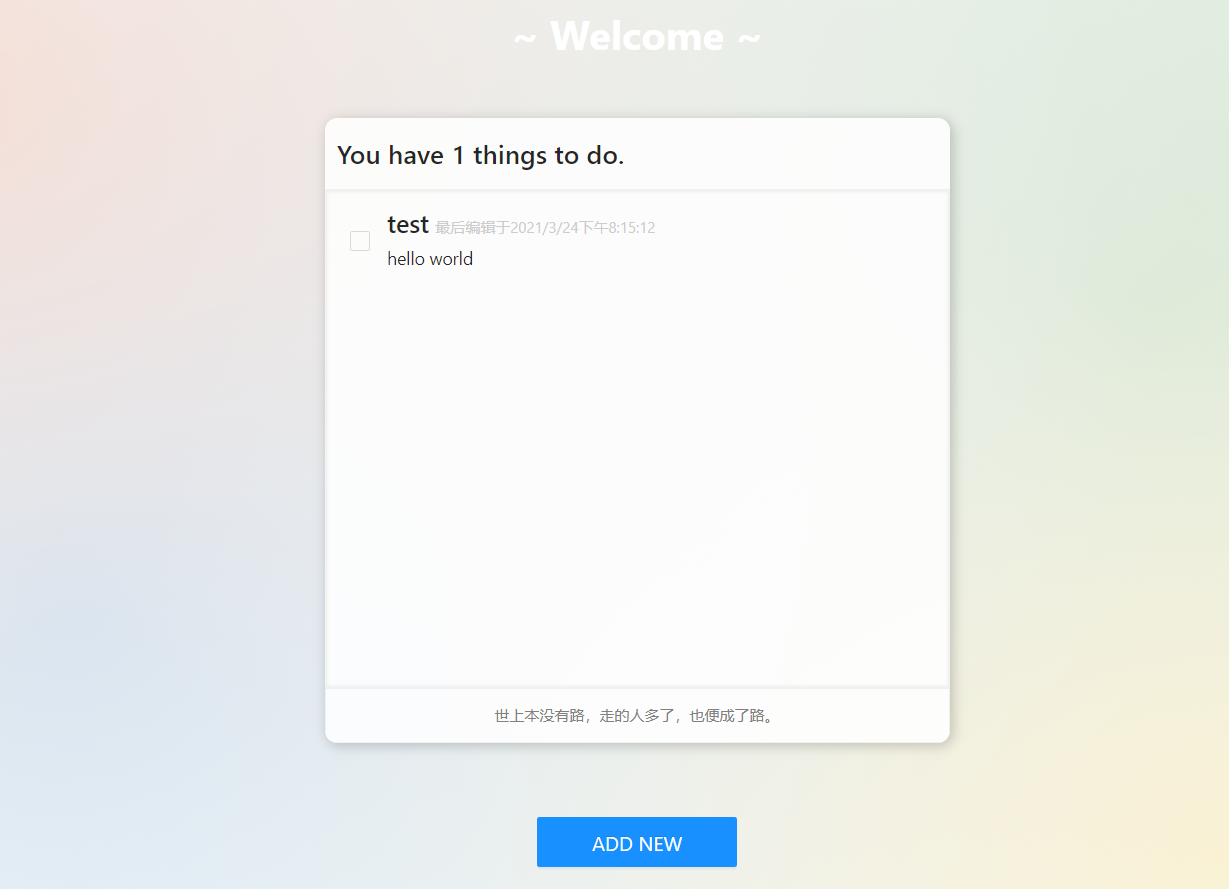 ~ Welcome ~
You have 1 things to do.
test 最后编辑于2021/3/24下午8:15:12
hello world
世上本没有路，走的人多了，也便成了路。
ADD NEW